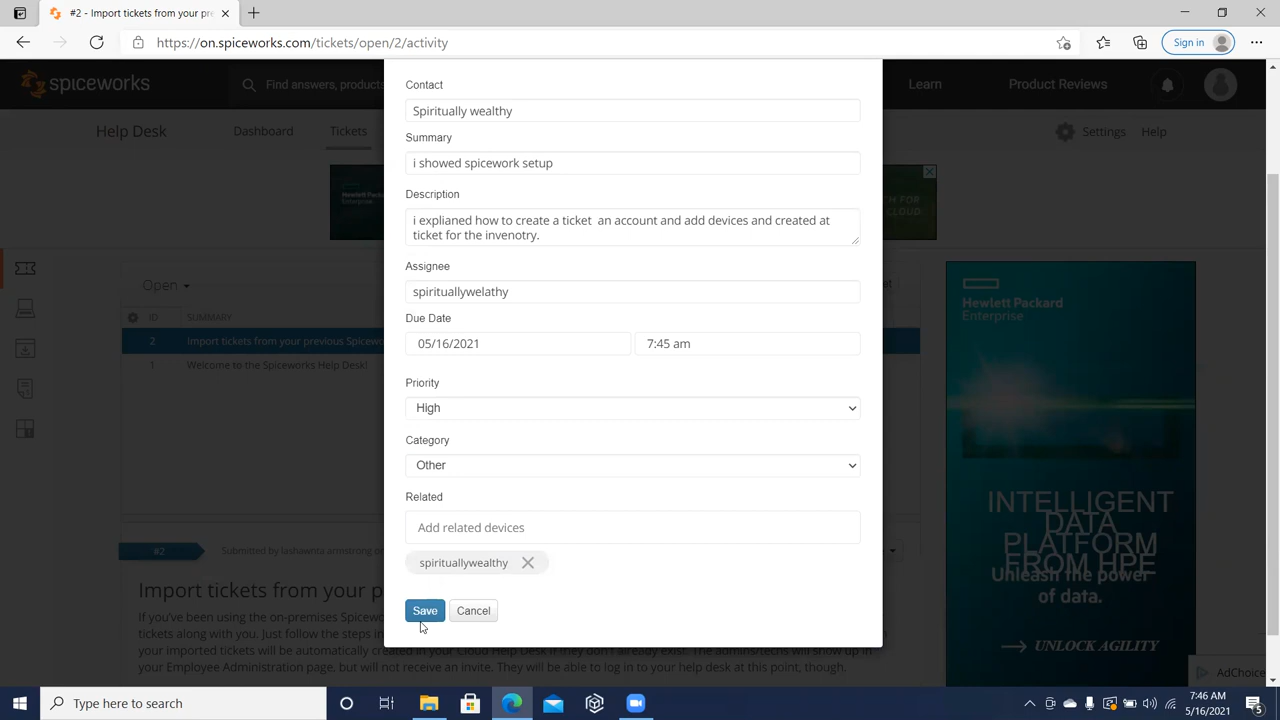 #2 - Import tickets from your pr
https://on.spiceworks.com/tickets/open/2/activity
Sign in
spiceworks
Find answers, products
Learn
Product Reviews
Help Desk
Dashboard
Tickets
Settings
Help
Contact
Spiritually wealthy
Summary
i showed spicework setup
Description
i explianed how to create a ticket an account and add devices and created at
ticket for the invenotry.
Assignee
spirituallywelathy
Due Date
05/16/2021
7:45 am
Priority
High
Category
Other
Related
Add related devices
spirituallywealthy
Save
Cancel
Open
ID
SUMMARY
2
Import tickets from your previous Spicewo
1
Welcome to the Spiceworks Help Desk!
#2
Submitted by lashawora armstrong on
Import tickets from your p
If you've been using the on-premises Spicew
tickets along with you. Just follow the steps in
your imported tickets will be automatically created in your Cloud Help Desk if they don't already exist. The admins/techs will show up in
your Employee Administration page, but will not receive an invite. They will be able to log in to your help desk at this point, though.
Hewlett Packard
Enterprise
INTELLIGENT
DATA
PLATFORM
FROM HPE
Unleash the power
of data.
UNLOCK AGILITY
AdChoice
Type here to search
7:46 AM
5/16/2021
5